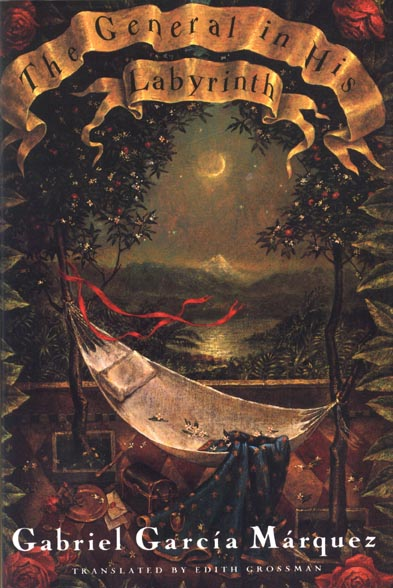 The General in His
Labyrinth
Gabriel García Márquez
TRANSLATED BY EDITH GROSSMAN